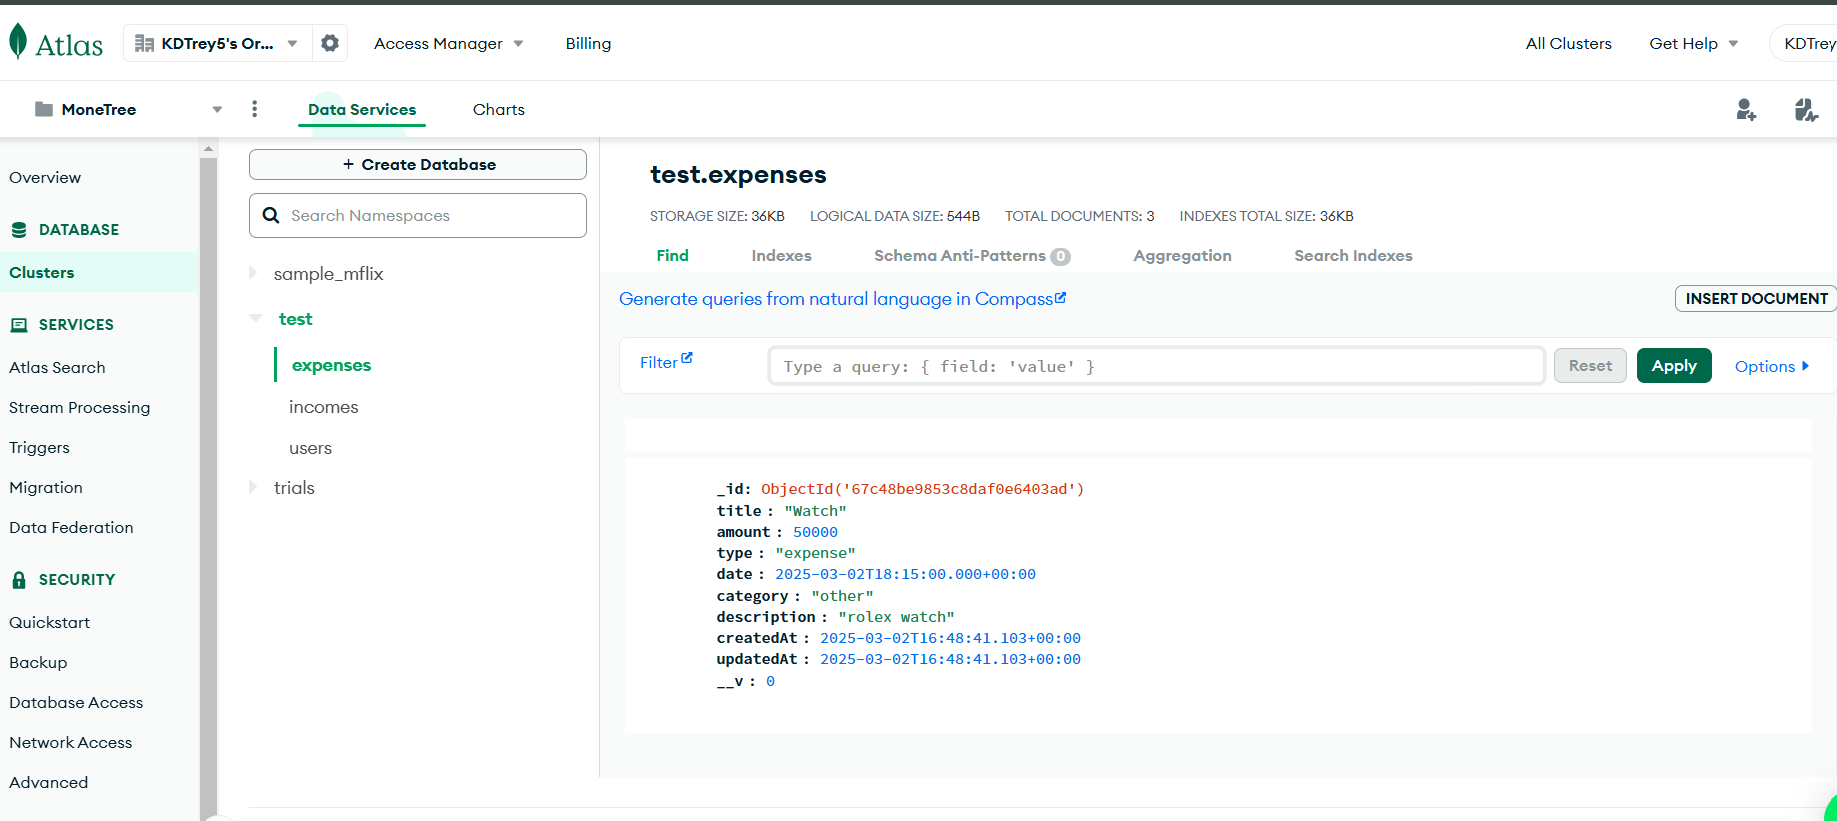 Atlas
KDTrey5's Or...
Access Manager
Billing
All Clusters
Get Help
KDTrey
MoneTree
Data Services
Charts
Overview
DATABASE
Clusters
SERVICES
Atlas Search
Stream Processing
Triggers
Migration
Data Federation
SECURITY
Quickstart
Backup
Database Access
Network Access
Advanced
+ Create Database
Search Namespaces
sample_mflix
test
expenses
incomes
users
trials
test.expenses
STORAGE SIZE: 36KB LOGICAL DATA SIZE: 544B TOTAL DOCUMENTS: 3 INDEXES TOTAL SIZE: 36KB
Find Indexes Schema Anti-Patterns 0 Aggregation Search Indexes
Generate queries from natural language in Compass
INSERT DOCUMENT
Filter
Type a query: { field: 'value' }
Reset
Apply
Options
_id: ObjectId('67c48be9853c8daf0e6403ad')
title : "Watch"
amount : 50000
type : "expense"
date : 2025-03-02T18:15:00.000+00:00
category : "other"
description : "rolex watch"
createdAt : 2025-03-02T16:48:41.103+00:00
updatedAt : 2025-03-02T16:48:41.103+00:00
__v : 0